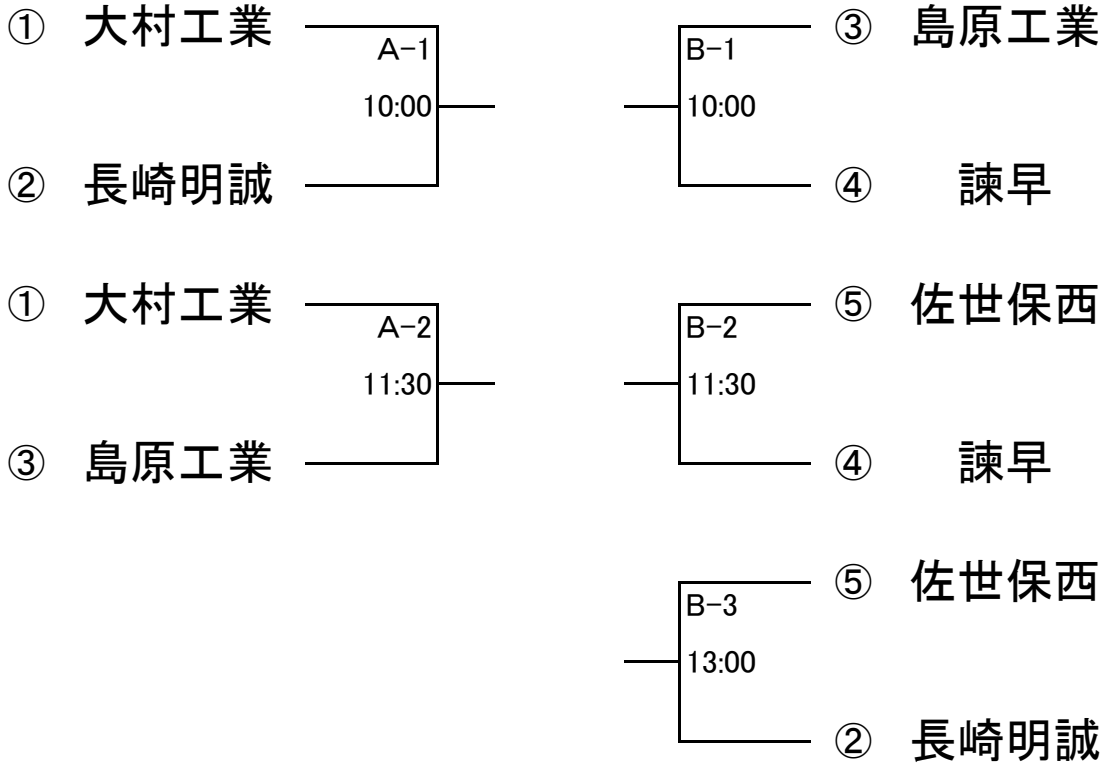 ① 大村工業
A-1
10:00
② 長崎明誠
③ 島原工業
B-1
10:00
④ 諫早
① 大村工業
A-2
11:30
③ 島原工業
⑤ 佐世保西
B-2
11:30
④ 諫早
⑤ 佐世保西
B-3
13:00
② 長崎明誠